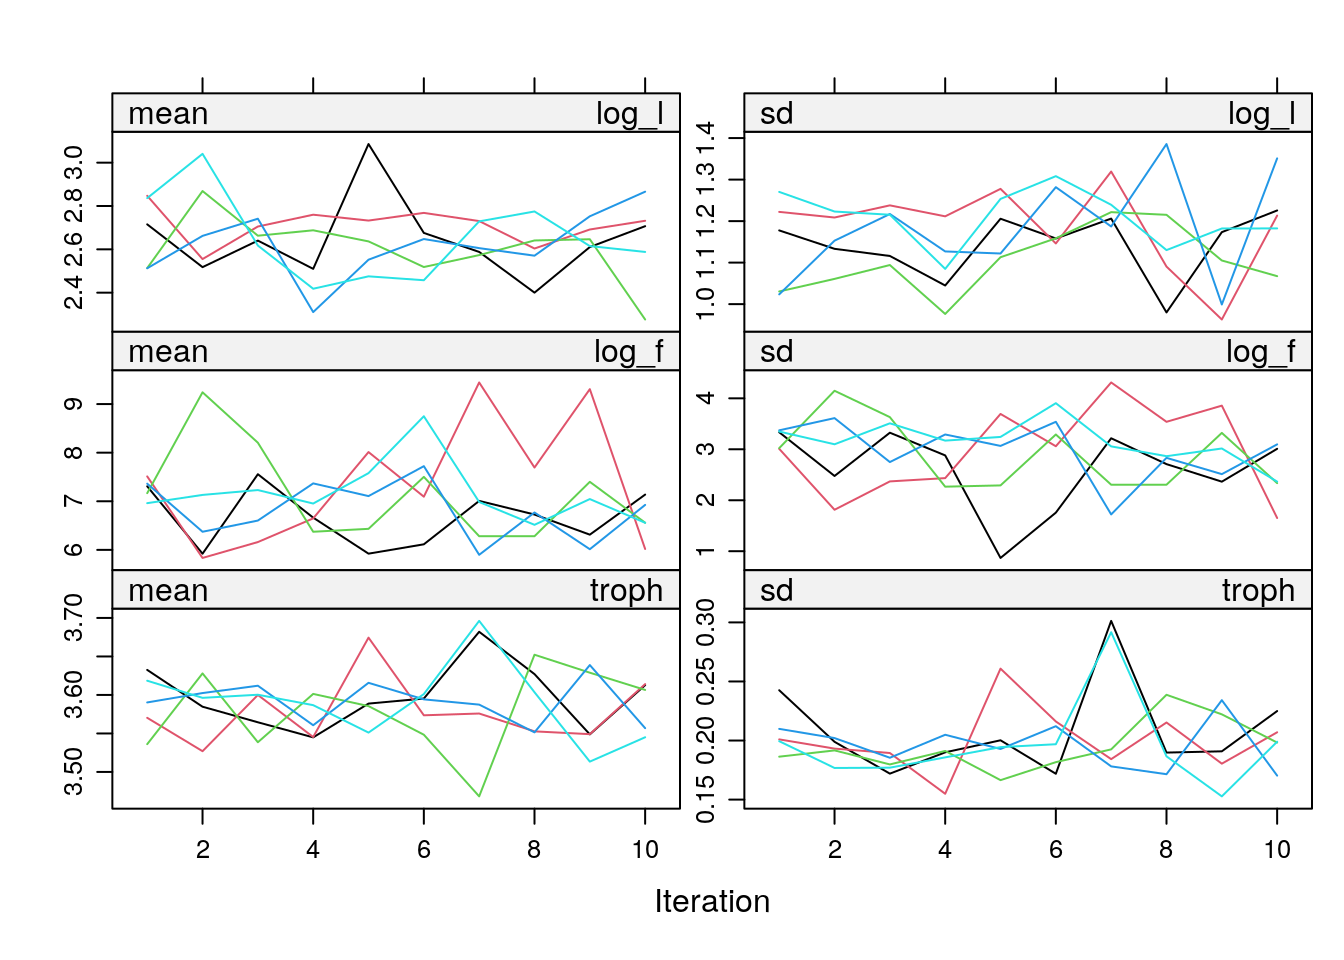 mean log_l
3.0
2.8
2.6
2.4
sd log_l
1.4
1.3
1.2
1.1
1.0
mean log_f
9
8
7
6
sd log_f
4
3
2
1
mean troph
3.70
3.60
3.50
sd troph
0.30
0.25
0.20
0.15
2 4 6 8 10
2 4 6 8 10
Iteration